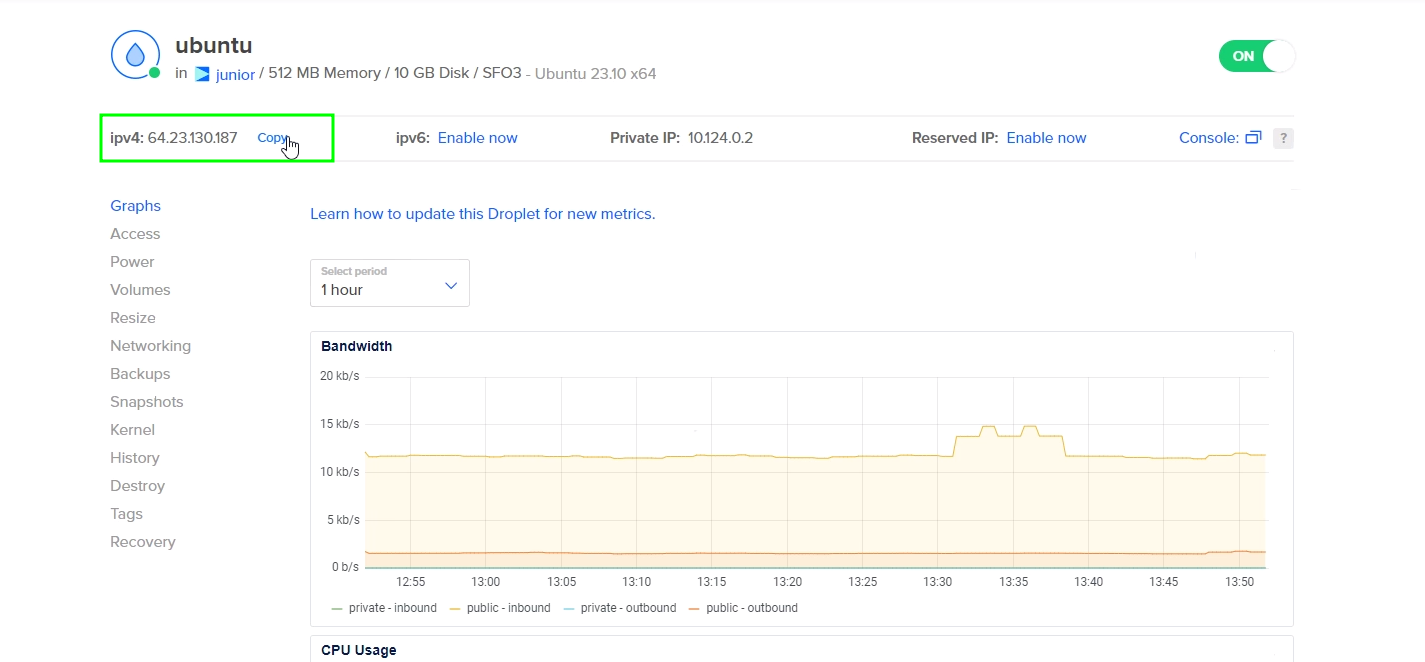 ubuntu
in junior / 512 MB Memory / 10 GB Disk / SFO3 - Ubuntu 23.10 x64
ON
ipv4: 64.23.130.187 Copy ipv6: Enable now Private IP: 10.124.0.2 Reserved IP: Enable now Console: ?
Graphs
Access
Power
Volumes
Resize
Networking
Backups
Snapshots
Kernel
History
Destroy
Tags
Recovery
Learn how to update this Droplet for new metrics.
Select period
1 hour
Bandwidth
20 kb/s
15 kb/s
10 kb/s
5 kb/s
0 b/s
12:55 13:00 13:05 13:10 13:15 13:20 13:25 13:30 13:35 13:40 13:45 13:50
private - inbound public - inbound private - outbound public - outbound
CPU Usage